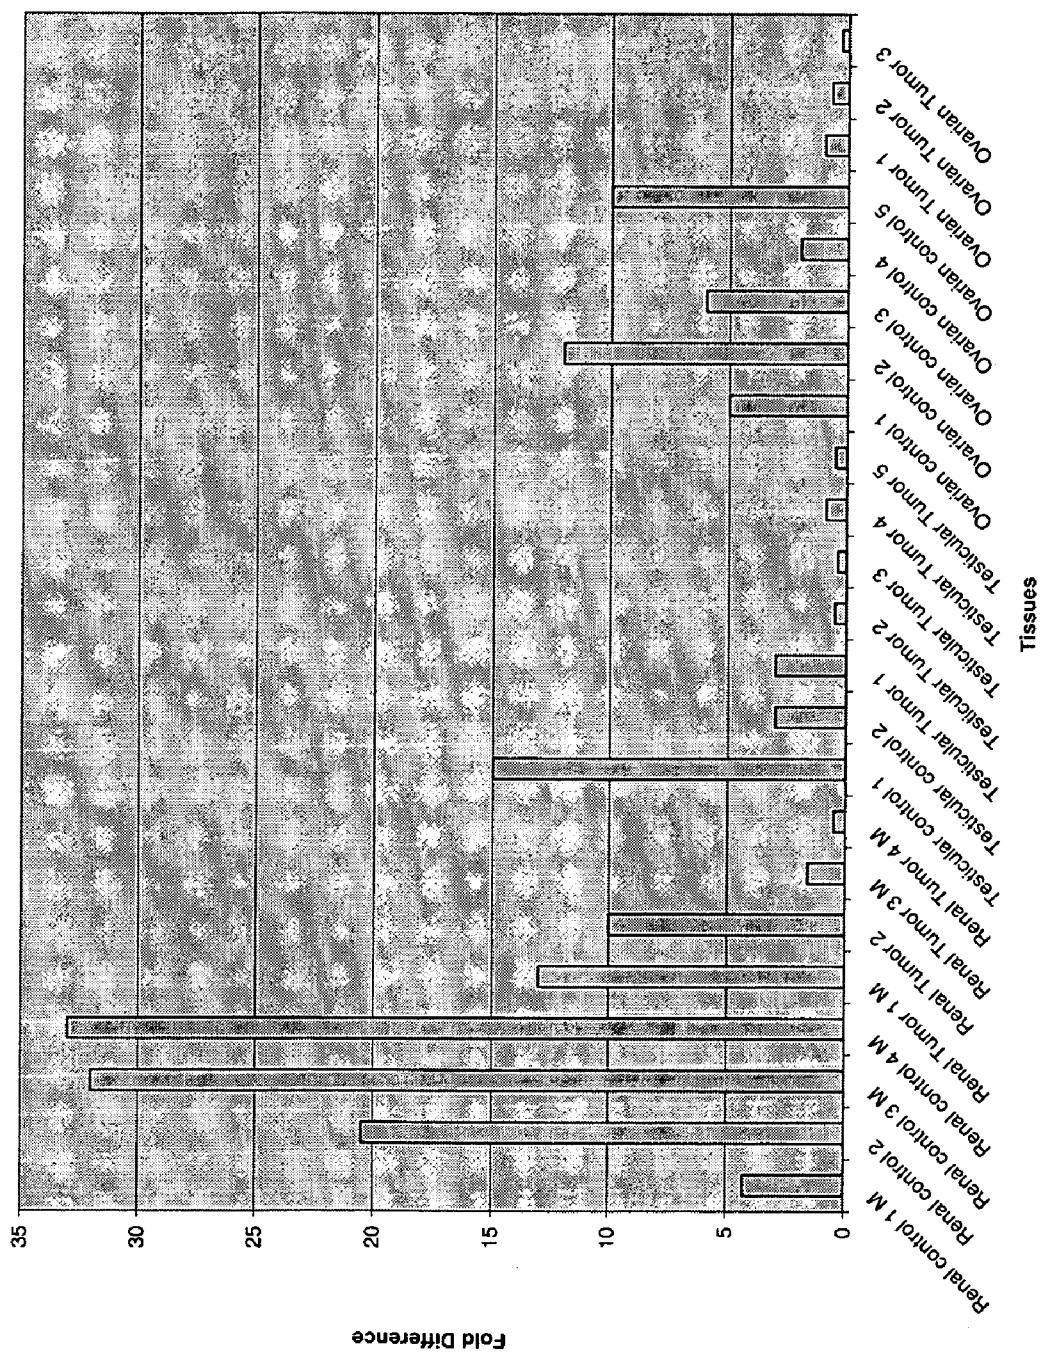 Fold Difference
35
30
25
20
15
10
5
0
Renal control 1 M
Renal control 2
Renal control 3 M
Renal control 4 M
Renal Tumor 1 M
Renal Tumor 2
Renal Tumor 3 M
Renal Tumor 4 M
Testicular control 1
Testicular control 2
Testicular Tumor 1
Testicular Tumor 2
Testicular Tumor 3
Testicular Tumor 4
Testicular Tumor 5
Ovarian control 1
Ovarian control 2
Ovarian control 3
Ovarian control 4
Ovarian control 5
Ovarian Tumor 1
Ovarian Tumor 2
Ovarian Tumor 3
Tissues